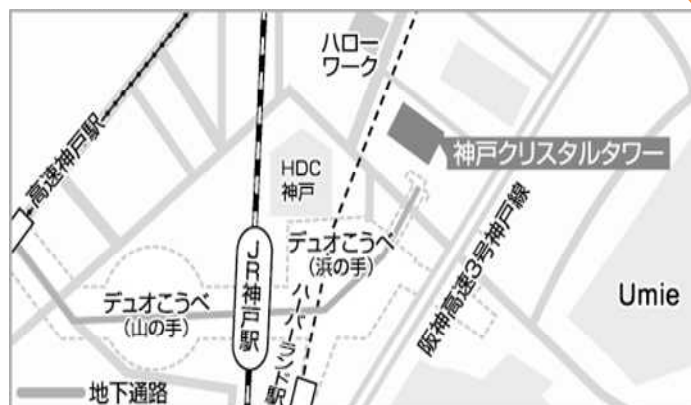 ハロー
ワーク
高速神戸駅
神戸クリスタルタワー
HDC
神戸
デュオこうべ
(浜の手)
JR神戸駅
デュオこうべ
(山の手)
ハーバーランド駅
阪神高速3号神戸線
Umie
地下通路